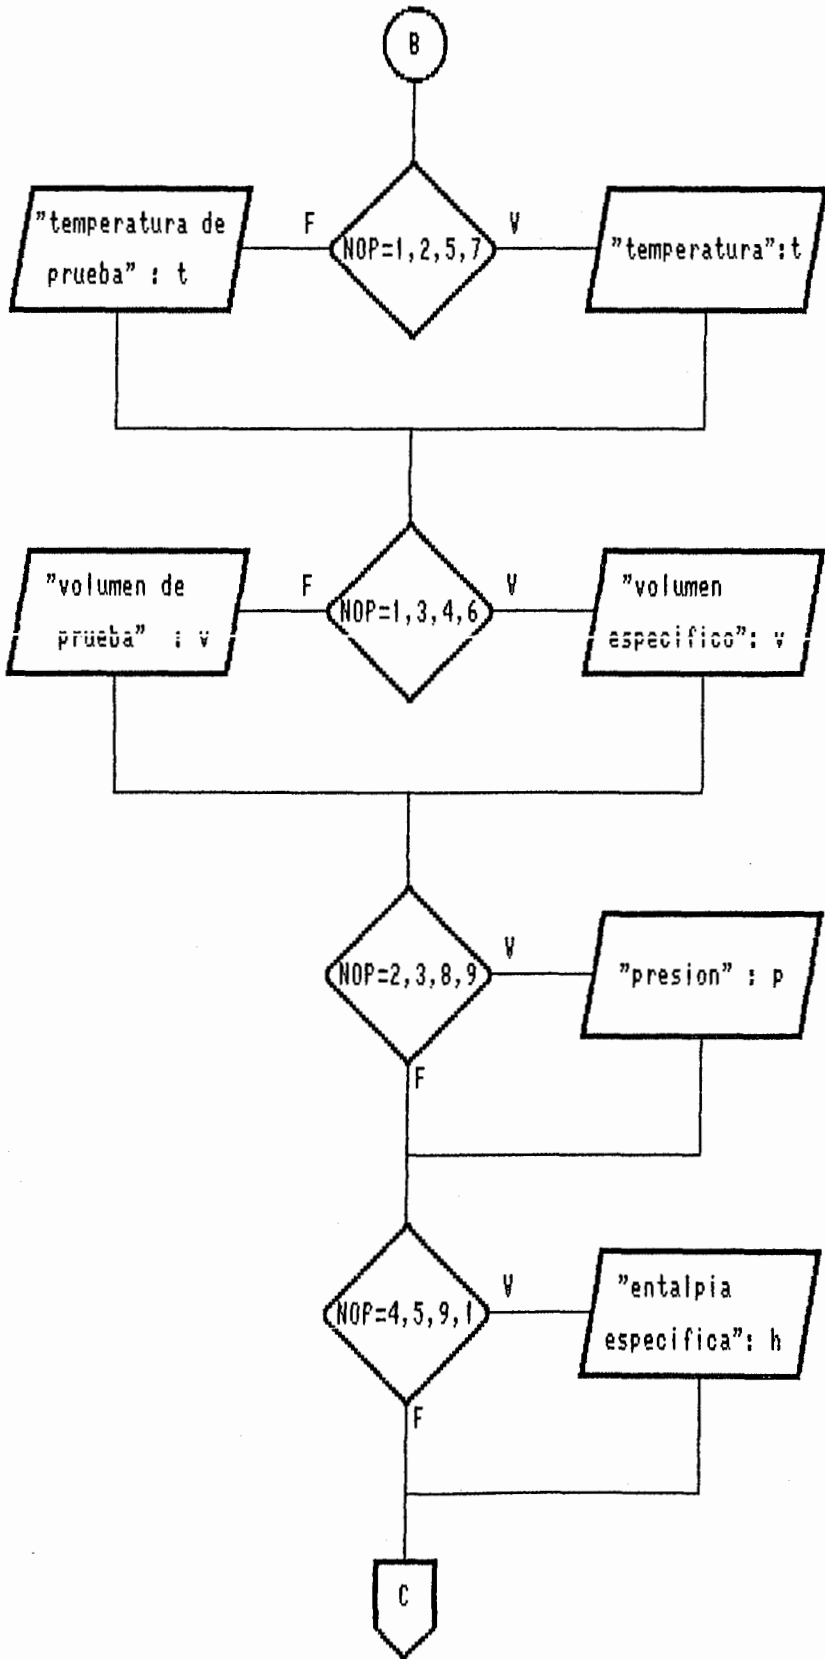 B
"temperatura de
prueba" : t
F
NOP=1,2,5,7
V
"temperatura":t
"volumen de
prueba" : v
F
NOP=1,3,4,6
V
"volumen
especifico": v
NOP=2,3,8,9
V
"presion" : p
F
NOP=4,5,9,1
V
"entalpia
especifica": h
F
C